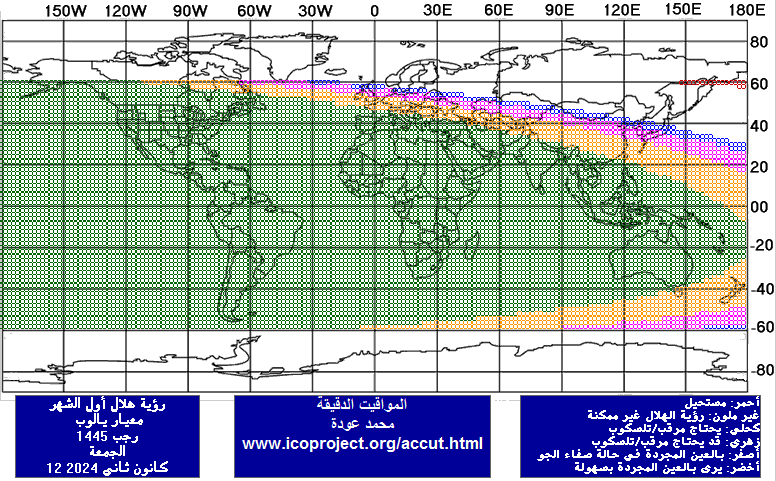 150W 120W 90W 60W 30W 0 30E 60E 90E 120E 150E 180E
80
60
40
20
00
-20
-40
-60
-80
رؤية هلال أول الشهر
معيار يالوب
رجب 1445
الجمعة
12 كانون ثاني 2024
المواقيت الدقيقة
محمد عودة
www.icoproject.org/accut.html
أحمر: مستحيل
غير ملون: رؤية الهلال غير ممكنة
كحلي: يحتاج مرقب/تلسكوب
زهري: قد يحتاج مرقب/تلسكوب
أصفر: بالعين المجردة في حالة صفاء الجو
أخضر: يرى بالعين المجردة بسهولة